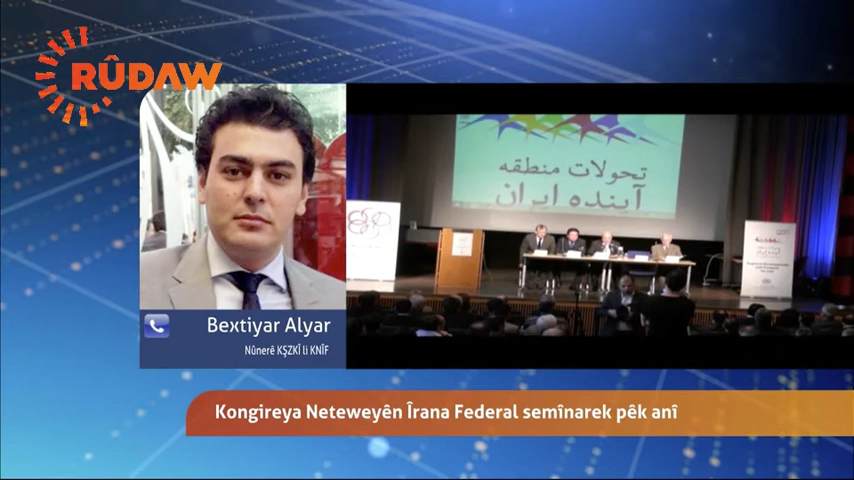 RÛDAW
تحولات منطقه
آینده ایران
Bextiyar Alyar
Nûnerê KŞZKÎ li KNÎF
Kongireya Neteweyên Îrana Federal semînarek pêk anî